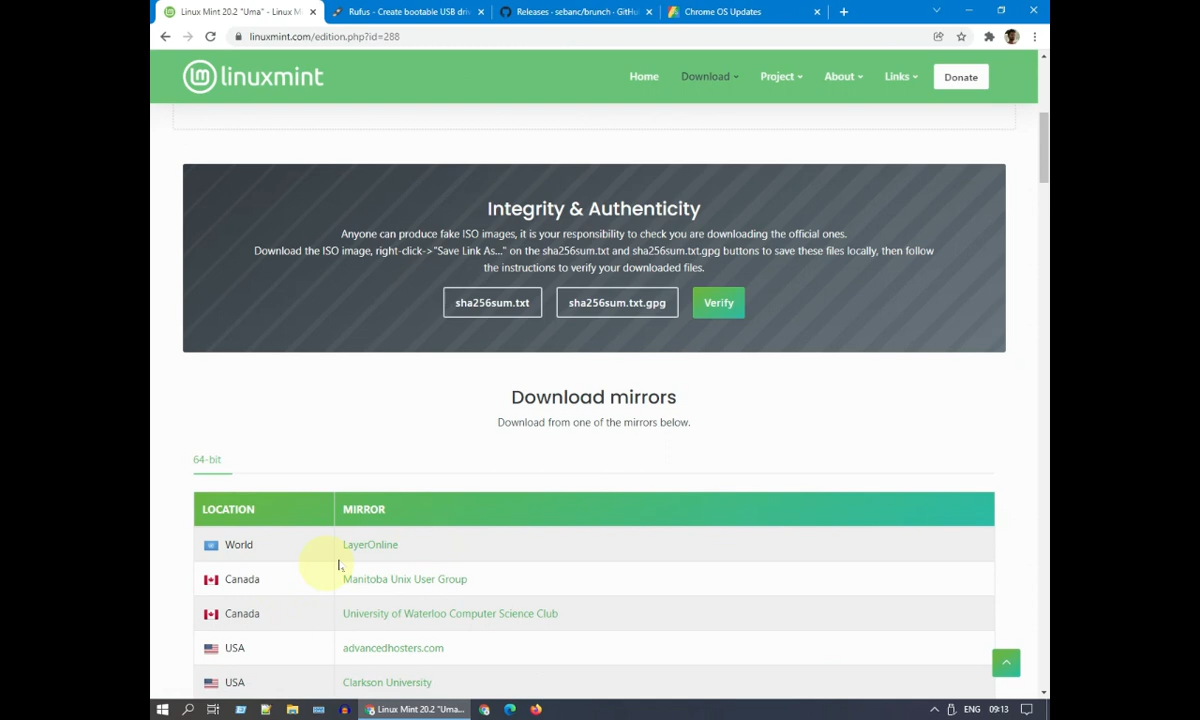 Linux Mint 20.2 "Uma" - Linux M
Rufus - Create bootable USB driv
Releases - sebanc/brunch - GitHu
Chrome OS Updates
linuxmint.com/edition.php?id=288
linuxmint
Home
Download
Project
About
Links
Donate
Integrity & Authenticity
Anyone can produce fake ISO images, it is your responsibility to check you are downloading the official ones.
Download the ISO image, right-click->"Save Link As..." on the sha256sum.txt and sha256sum.txt.gpg buttons to save these files locally, then follow
the instructions to verify your downloaded files.
sha256sum.txt
sha256sum.txt.gpg
Verify
Download mirrors
Download from one of the mirrors below.
64-bit
LOCATION MIRROR
World LayerOnline
Canada Manitoba Unix User Group
Canada University of Waterloo Computer Science Club
USA advancedhosters.com
USA Clarkson University
Linux Mint 20.2 "Uma...
ENG 09:13